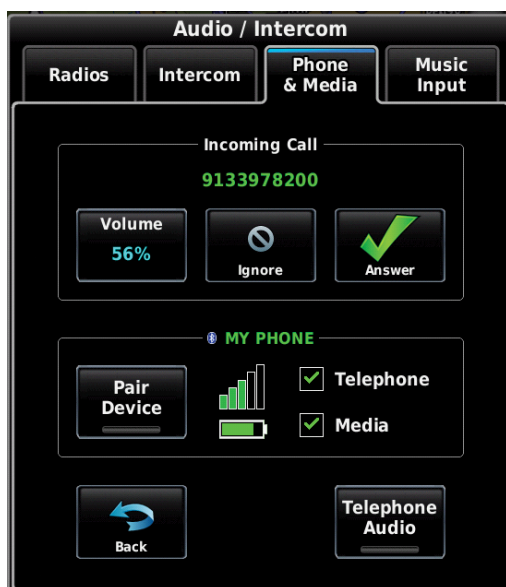 Audio / Intercom
Radios
Intercom
Phone
& Media
Music
Input
Incoming Call
9133978200
Volume
56%
Ignore
Answer
MY PHONE
Pair
Device
Telephone
Media
Back
Telephone
Audio